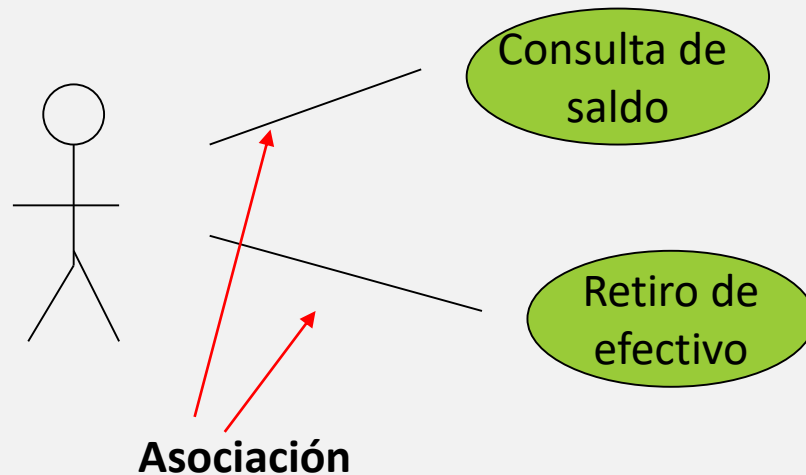 Consulta de
saldo
Retiro de
efectivo
Asociación